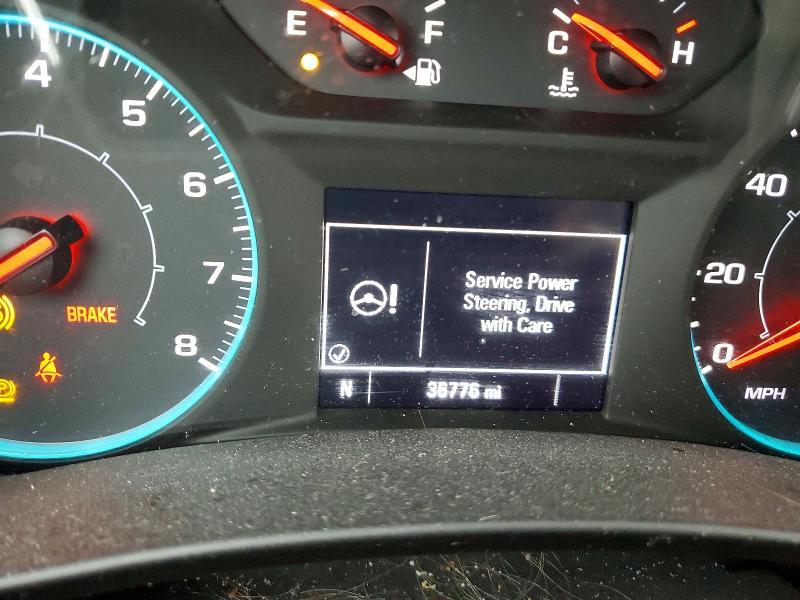 E F
C H
4
5
6
7
8
BRAKE
Service Power
Steering, Drive
with Care
N 36776 mi
40
20
0
MPH